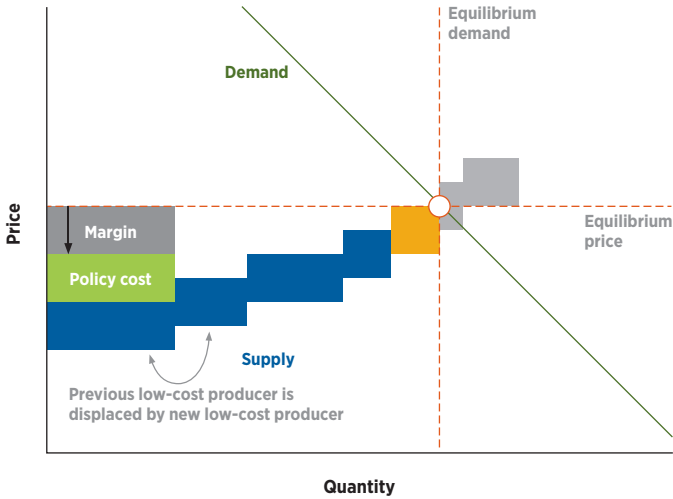 Equilibrium
demand
Demand
Price
Margin
Equilibrium
price
Policy cost
Supply
Previous low-cost producer is
displaced by new low-cost producer
Quantity